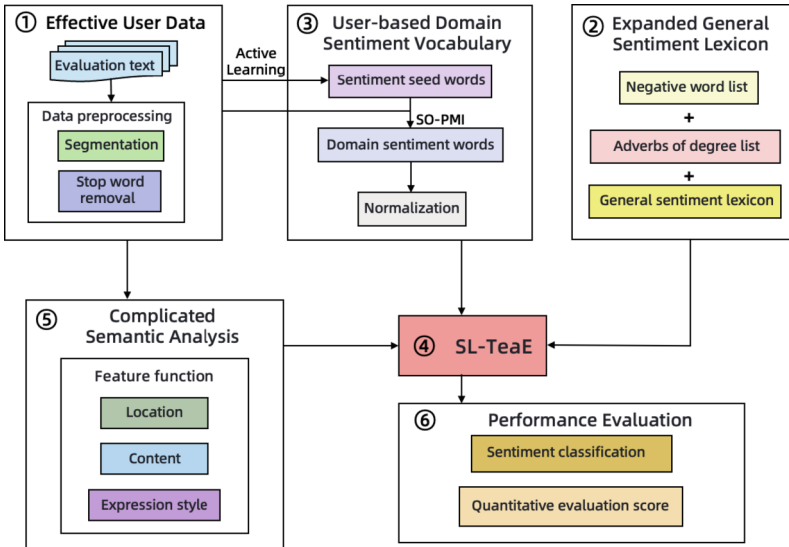 ① Effective User Data
Evaluation text
Data preprocessing
Segmentation
Stop word
removal
Active
Learning
③ User-based Domain
Sentiment Vocabulary
Sentiment seed words
SO-PMI
Domain sentiment words
Normalization
② Expanded General
Sentiment Lexicon
Negative word list
+
Adverbs of degree list
+
General sentiment lexicon
⑤ Complicated
Semantic Analysis
Feature function
Location
Content
Expression style
④ SL-TeaE
⑥ Performance Evaluation
Sentiment classification
Quantitative evaluation score